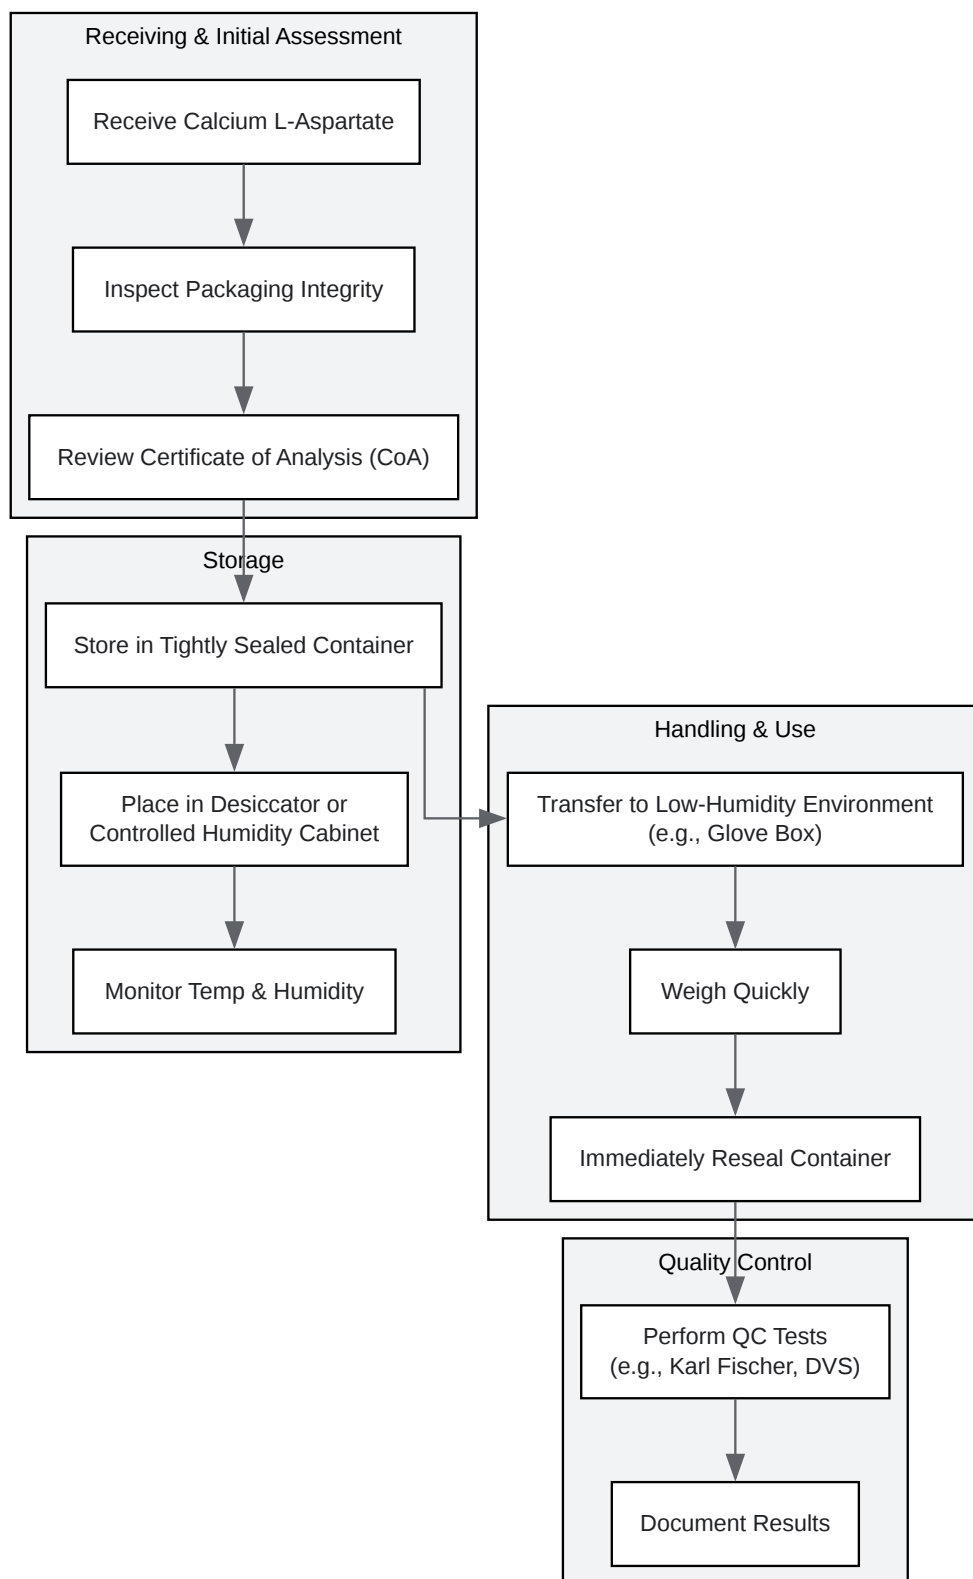 Receiving & Initial Assessment
Receive Calcium L-Aspartate
Inspect Packaging Integrity
Review Certificate of Analysis (CoA)
Storage
Store in Tightly Sealed Container
Place in Desiccator or
Controlled Humidity Cabinet
Monitor Temp & Humidity
Handling & Use
Transfer to Low-Humidity Environment
(e.g., Glove Box)
Weigh Quickly
Immediately Reseal Container
Quality Control
Perform QC Tests
(e.g., Karl Fischer, DVS)
Document Results